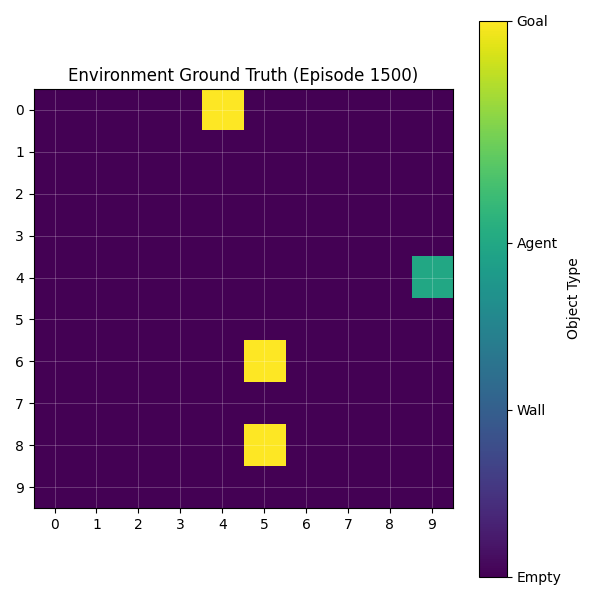 Environment Ground Truth (Episode 1500)
0
1
2
3
4
5
6
7
8
9
0 1 2 3 4 5 6 7 8 9
Goal
Agent
Wall
Empty
Object Type